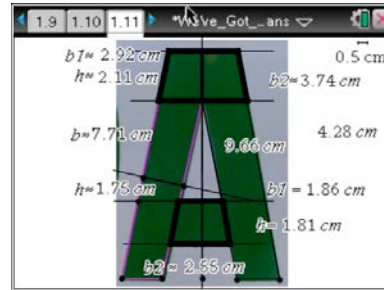 1.9 1.10 1.11 *We've_Got_…ans
b1≈ 2.92 cm 0.5 cm
h≈2.11 cm b2≈3.74 cm
b≈7.71 cm 9.66 cm 4.28 cm
h≈1.75 cm b1 = 1.86 cm
h= 1.81 cm
b2 ≈ 2.55 cm